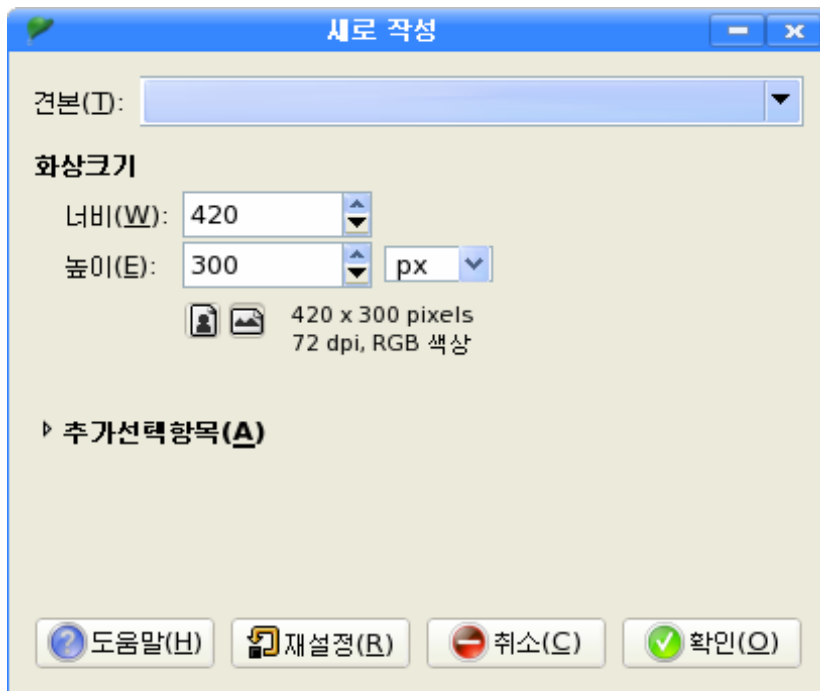 새로 작성
견본(T):
화상크기
너비(W): 420
높이(E): 300 px
420 x 300 pixels
72 dpi, RGB 색상
추가선택항목(A)
도움말(H) 재설정(R) 취소(C) 확인(O)